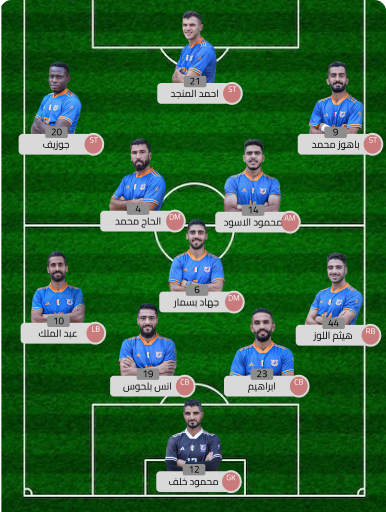 21
احمد المنجد ST
20
جوزيف ST
9
باهوز محمد ST
4
الحاج محمد DM
14
محمود الاسود AM
6
جهاد بسمار DM
10
عبد الملك LB
44
هيثم اللوز RB
19
انس بلحوس CB
23
ابراهيم CB
12
محمود خلف GK